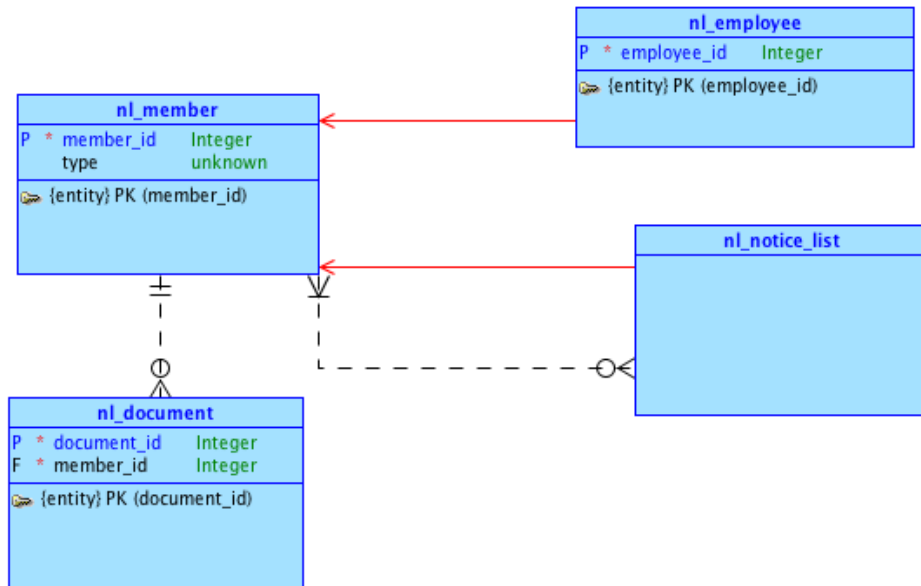 nl_employee
P * employee_id Integer
{entity} PK (employee_id)
nl_member
P * member_id Integer
type unknown
{entity} PK (member_id)
nl_notice_list
nl_document
P * document_id Integer
F * member_id Integer
{entity} PK (document_id)